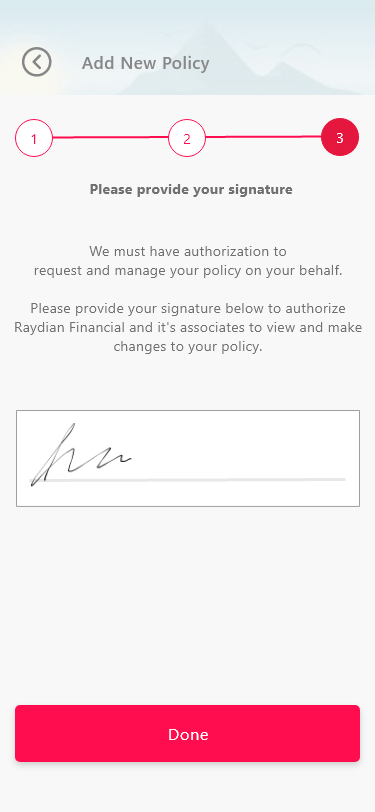 Add New Policy
1 2 3
Please provide your signature
We must have authorization to
request and manage your policy on your behalf.
Please provide your signature below to authorize
Raydian Financial and it's associates to view and make
changes to your policy.
Done